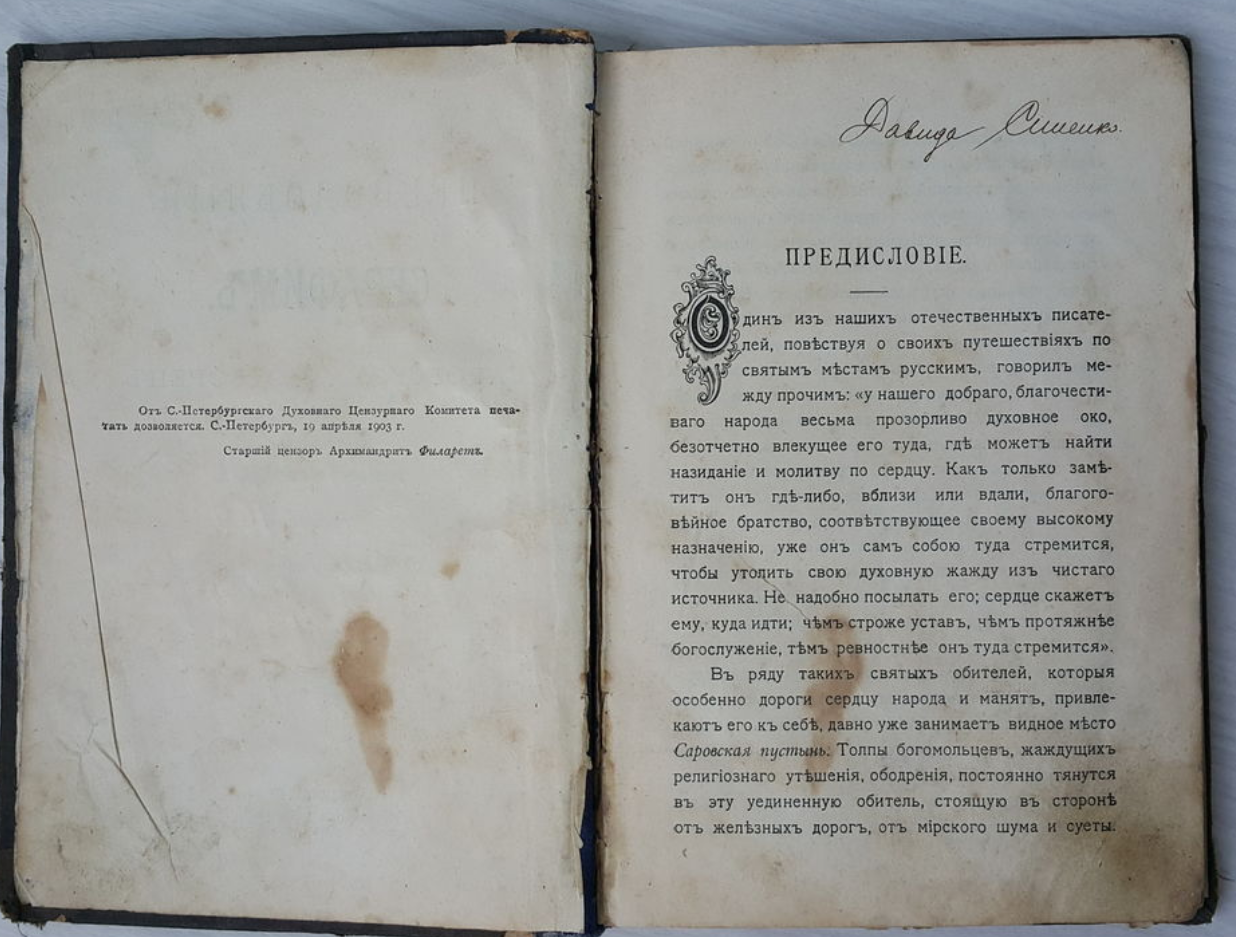 Отъ С.-Петербургскаго Духовнаго Цензурнаго Комитета печа-
тать дозволяется. С.-Петербургъ, 19 апрѣля 1903 г.
Старшій цензоръ Архимандритъ Филаретъ.
Давида
ПРЕДИСЛОВІЕ.
Одинъ изъ нашихъ отечественныхъ писате-
лей, повѣствуя о своихъ путешествіяхъ по
святымъ мѣстамъ русскимъ, говорилъ ме-
жду прочимъ: «у нашего добраго, благочести-
ваго народа весьма прозорливо духовное око,
безотчетно влекущее его туда, гдѣ можетъ найти
назиданіе и молитву по сердцу. Какъ только замѣ-
титъ онъ гдѣ-либо, вблизи или вдали, благого-
вѣйное братство, соотвѣтствующее своему высокому
назначенію, уже онъ самъ собою туда стремится,
чтобы утолить свою духовную жажду изъ чистаго
источника. Не надобно посылать его; сердце скажетъ
ему, куда идти; чѣмъ строже уставъ, чѣмъ протяжнѣе
богослуженіе, тѣмъ ревностнѣе онъ туда стремится».
Въ ряду такихъ святыхъ обителей, которыя
особенно дороги сердцу народа и манятъ, привле-
каютъ его къ себѣ, давно уже занимаетъ видное мѣсто
Саровская пустынь. Толпы богомольцевъ, жаждущихъ
религіознаго утѣшенія, ободренія, постоянно тянутся
въ эту уединенную обитель, стоящую въ сторонѣ
отъ желѣзныхъ дорогъ, отъ мірского шума и суеты.